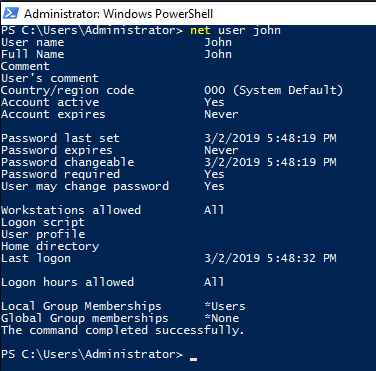 Administrator: Windows PowerShell
PS C:\Users\Administrator> net user john
User name                    John
Full Name                    John
Comment
User's comment
Country/region code          000 (System Default)
Account active               Yes
Account expires              Never

Password last set            3/2/2019 5:48:19 PM
Password expires             Never
Password changeable          3/2/2019 5:48:19 PM
Password required            Yes
User may change password     Yes

Workstations allowed         All
Logon script
User profile
Home directory
Last logon                   3/2/2019 5:48:32 PM

Logon hours allowed          All

Local Group Memberships      *Users
Global Group memberships     *None
The command completed successfully.

PS C:\Users\Administrator> _